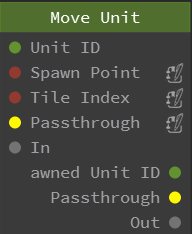 Move Unit
Unit ID
Spawn Point
Tile Index
Passthrough
In
awned Unit ID
Passthrough
Out